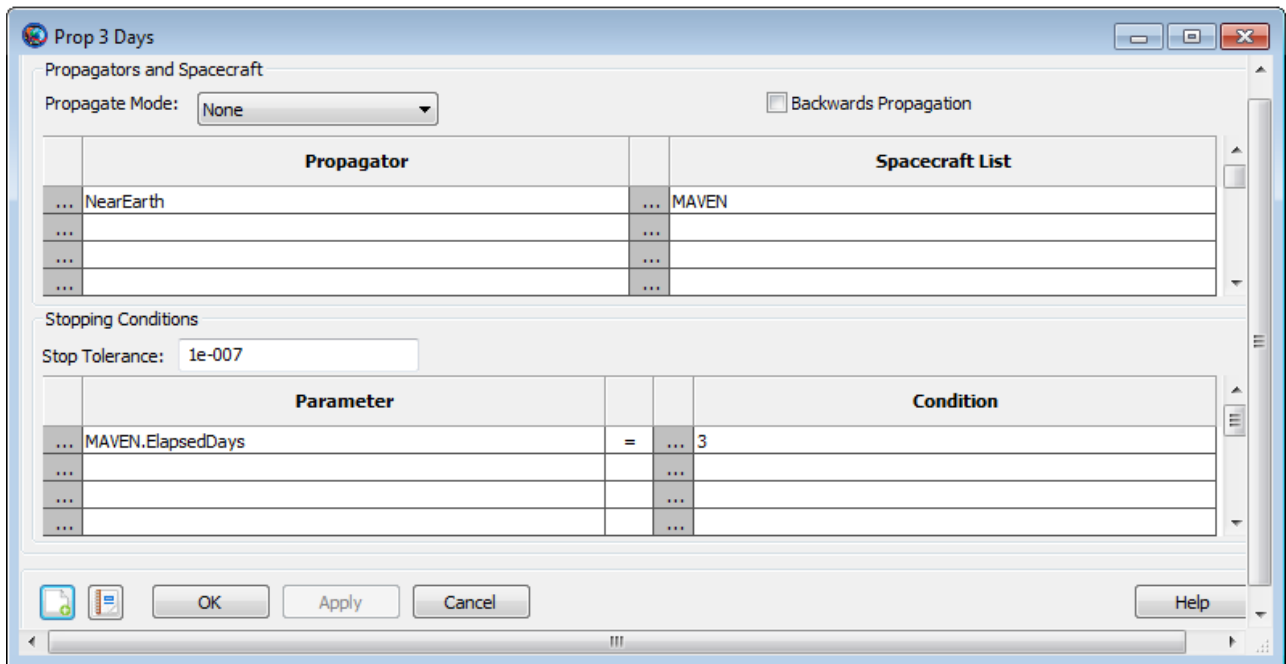 Prop 3 Days
Propagators and Spacecraft
Propagate Mode: None Backwards Propagation
Propagator Spacecraft List
... NearEarth ... MAVEN
... ...
... ...
... ...
Stopping Conditions
Stop Tolerance: 1e-007
Parameter Condition
... MAVEN.ElapsedDays = ... 3
... ...
... ...
... ...
OK Apply Cancel Help